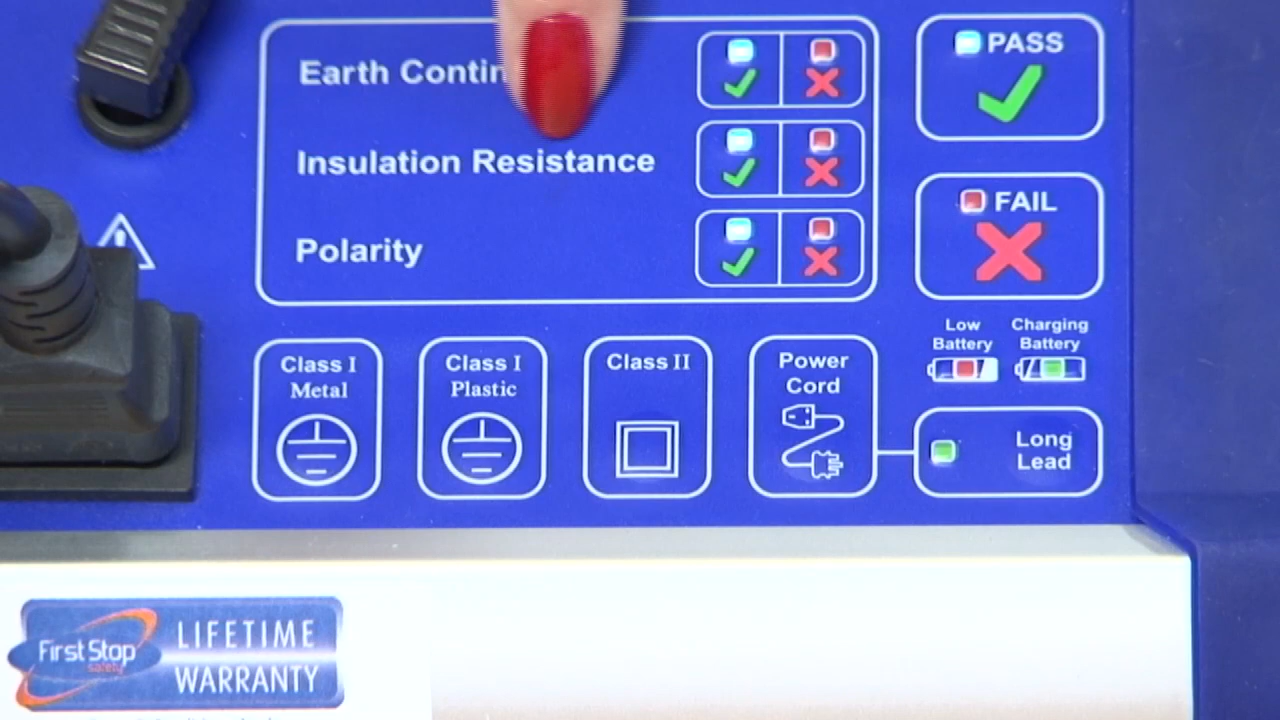 Earth Contin
Insulation Resistance
Polarity
PASS
FAIL
Low
Battery
Charging
Battery
Class I
Metal
Class I
Plastic
Class II
Power
Cord
Long
Lead
First Stop
safety
LIFETIME
WARRANTY